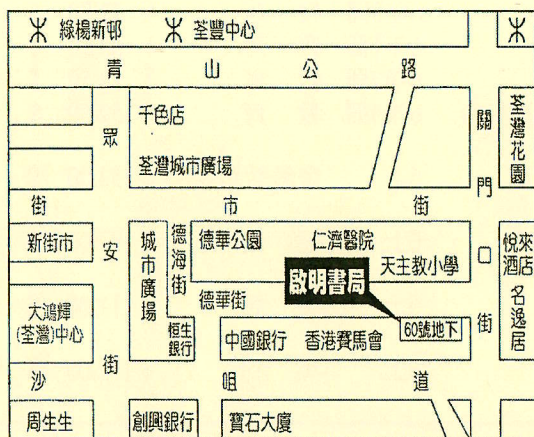 綠楊新邨
荃豐中心
青山公路
千色店
荃灣城市廣場
眾安街
關門口街
荃灣花園
街市街
新街市
城市廣場
德海街
德華公園
仁濟醫院
天主教小學
悅來酒店
名逸居
啟明書局
德華街
大鴻輝
(荃灣)中心
恒生
銀行
中國銀行
香港賽馬會
60號地下
沙咀道
周生生
創興銀行
寶石大廈